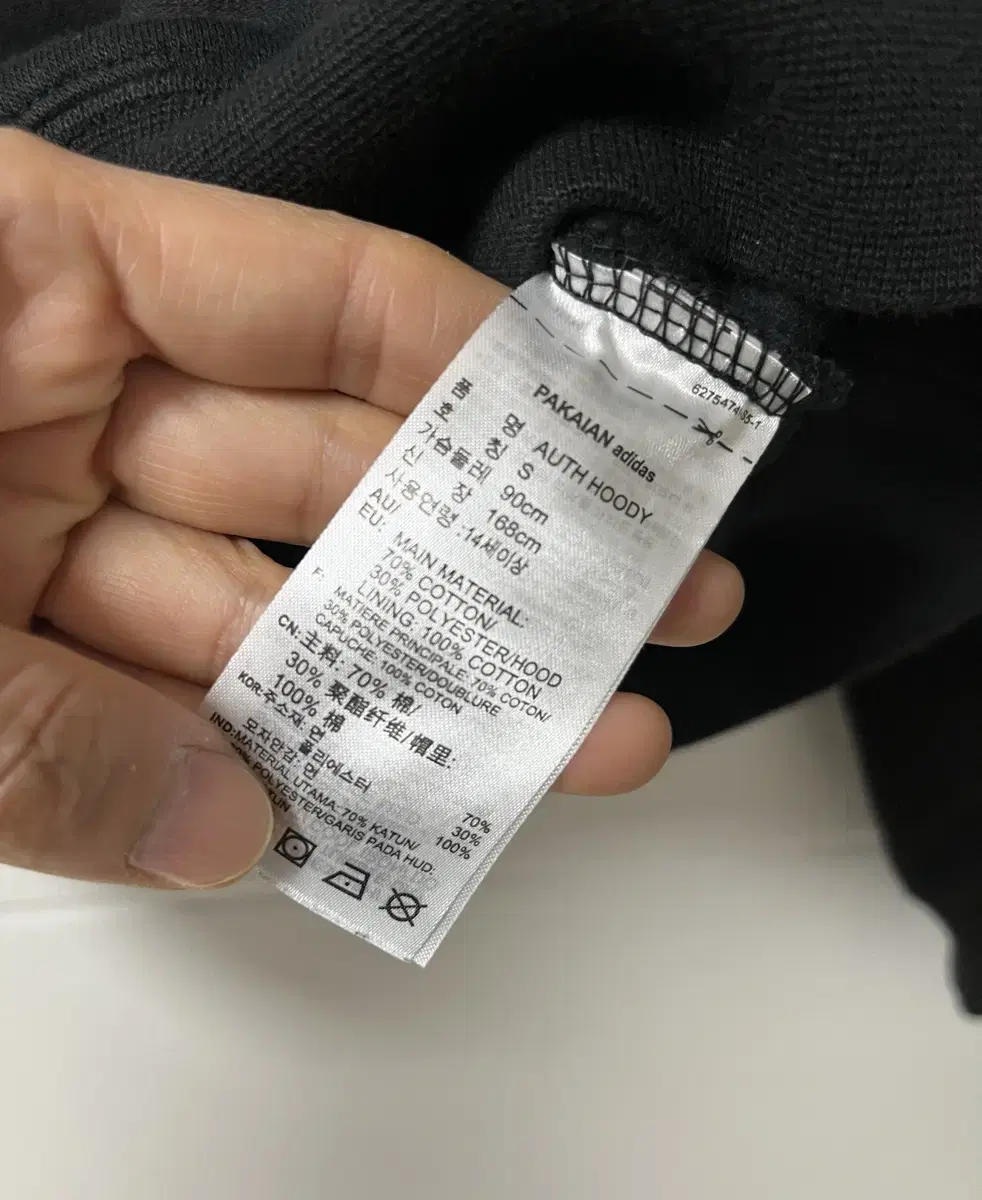 6275474
PAKAIAN adidas
품 명 AUTH HOODY
호 칭 S
가슴둘레 90cm
신 장 168cm
사용연령 :14세이상
AU/
EU: MAIN MATERIAL:
70% COTTON/
30% POLYESTER/HOOD
LINING: 100% COTTON
F: MATIERE PRINCIPALE: 70% COTON/
30% POLYESTER/DOUBLURE
CAPUCHE: 100% COTON
CN: 主料: 70% 棉/
30% 聚酯纤维/帽里:
100% 棉
KOR: 주소재: 면 70%
폴리에스터 30%
모자안감: 면 100%
IND: MATERIAL UTAMA: 70% KATUN/
POLYESTER/GARIS PADA HUD: